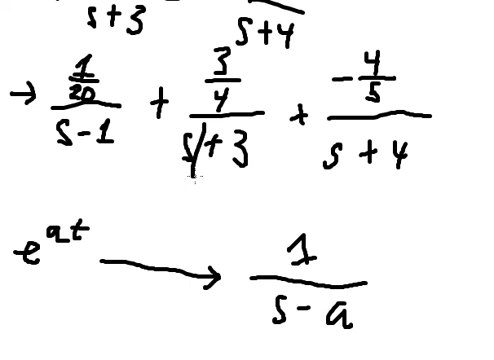 s+3 s+4
→ 1/20/s-1 + 3/4/s+3 + -4/5/s+4
e^at → 1/s-a